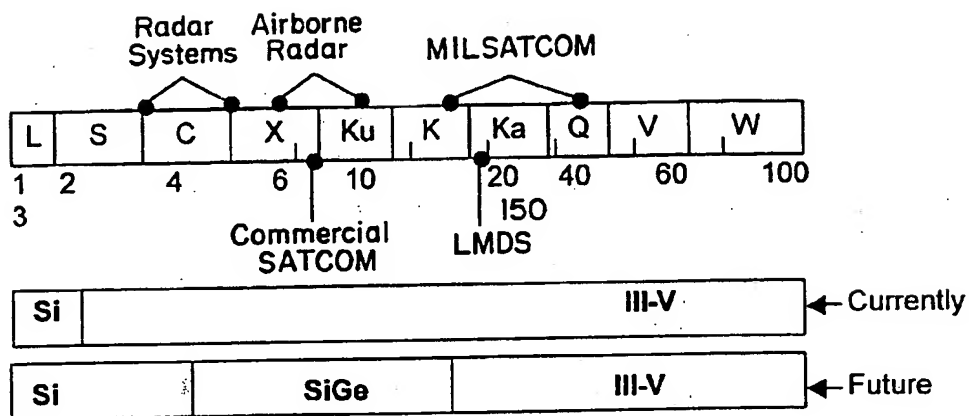 Radar Systems
Airborne Radar
MILSATCOM
L S C X Ku K Ka Q V W
1 2 4 6 10 20 40 60 100
3 150
Commercial SATCOM
LMDS
Si III-V Currently
Si SiGe III-V Future